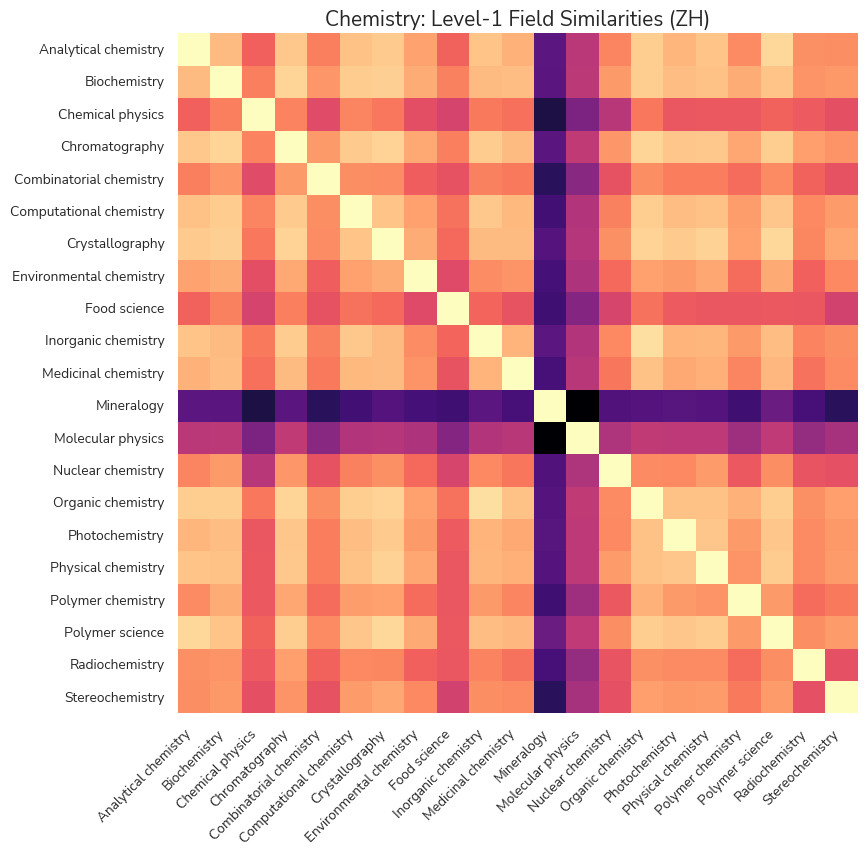 Chemistry: Level-1 Field Similarities (ZH)
Analytical chemistry
Biochemistry
Chemical physics
Chromatography
Combinatorial chemistry
Computational chemistry
Crystallography
Environmental chemistry
Food science
Inorganic chemistry
Medicinal chemistry
Mineralogy
Molecular physics
Nuclear chemistry
Organic chemistry
Photochemistry
Physical chemistry
Polymer chemistry
Polymer science
Radiochemistry
Stereochemistry
Analytical chemistry
Biochemistry
Chemical physics
Chromatography
Combinatorial chemistry
Computational chemistry
Crystallography
Environmental chemistry
Food science
Inorganic chemistry
Medicinal chemistry
Mineralogy
Molecular physics
Nuclear chemistry
Organic chemistry
Photochemistry
Physical chemistry
Polymer chemistry
Polymer science
Radiochemistry
Stereochemistry